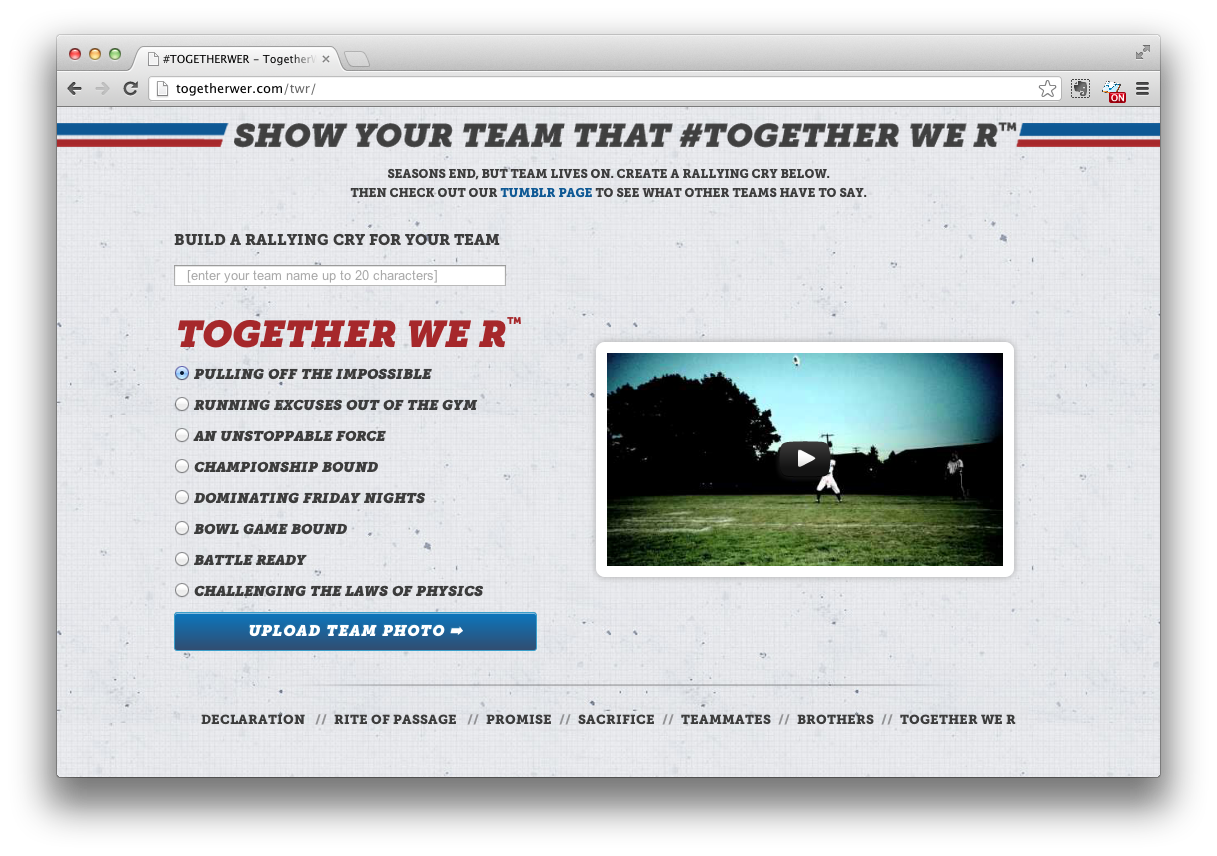 #TOGETHERWER – Together
togetherwer.com/twr/
ON
SHOW YOUR TEAM THAT #TOGETHER WE R™
SEASONS END, BUT TEAM LIVES ON. CREATE A RALLYING CRY BELOW.
THEN CHECK OUT OUR TUMBLR PAGE TO SEE WHAT OTHER TEAMS HAVE TO SAY.
BUILD A RALLYING CRY FOR YOUR TEAM
[enter your team name up to 20 characters]
TOGETHER WE R™
PULLING OFF THE IMPOSSIBLE
RUNNING EXCUSES OUT OF THE GYM
AN UNSTOPPABLE FORCE
CHAMPIONSHIP BOUND
DOMINATING FRIDAY NIGHTS
BOWL GAME BOUND
BATTLE READY
CHALLENGING THE LAWS OF PHYSICS
UPLOAD TEAM PHOTO ➡
DECLARATION // RITE OF PASSAGE // PROMISE // SACRIFICE // TEAMMATES // BROTHERS // TOGETHER WE R